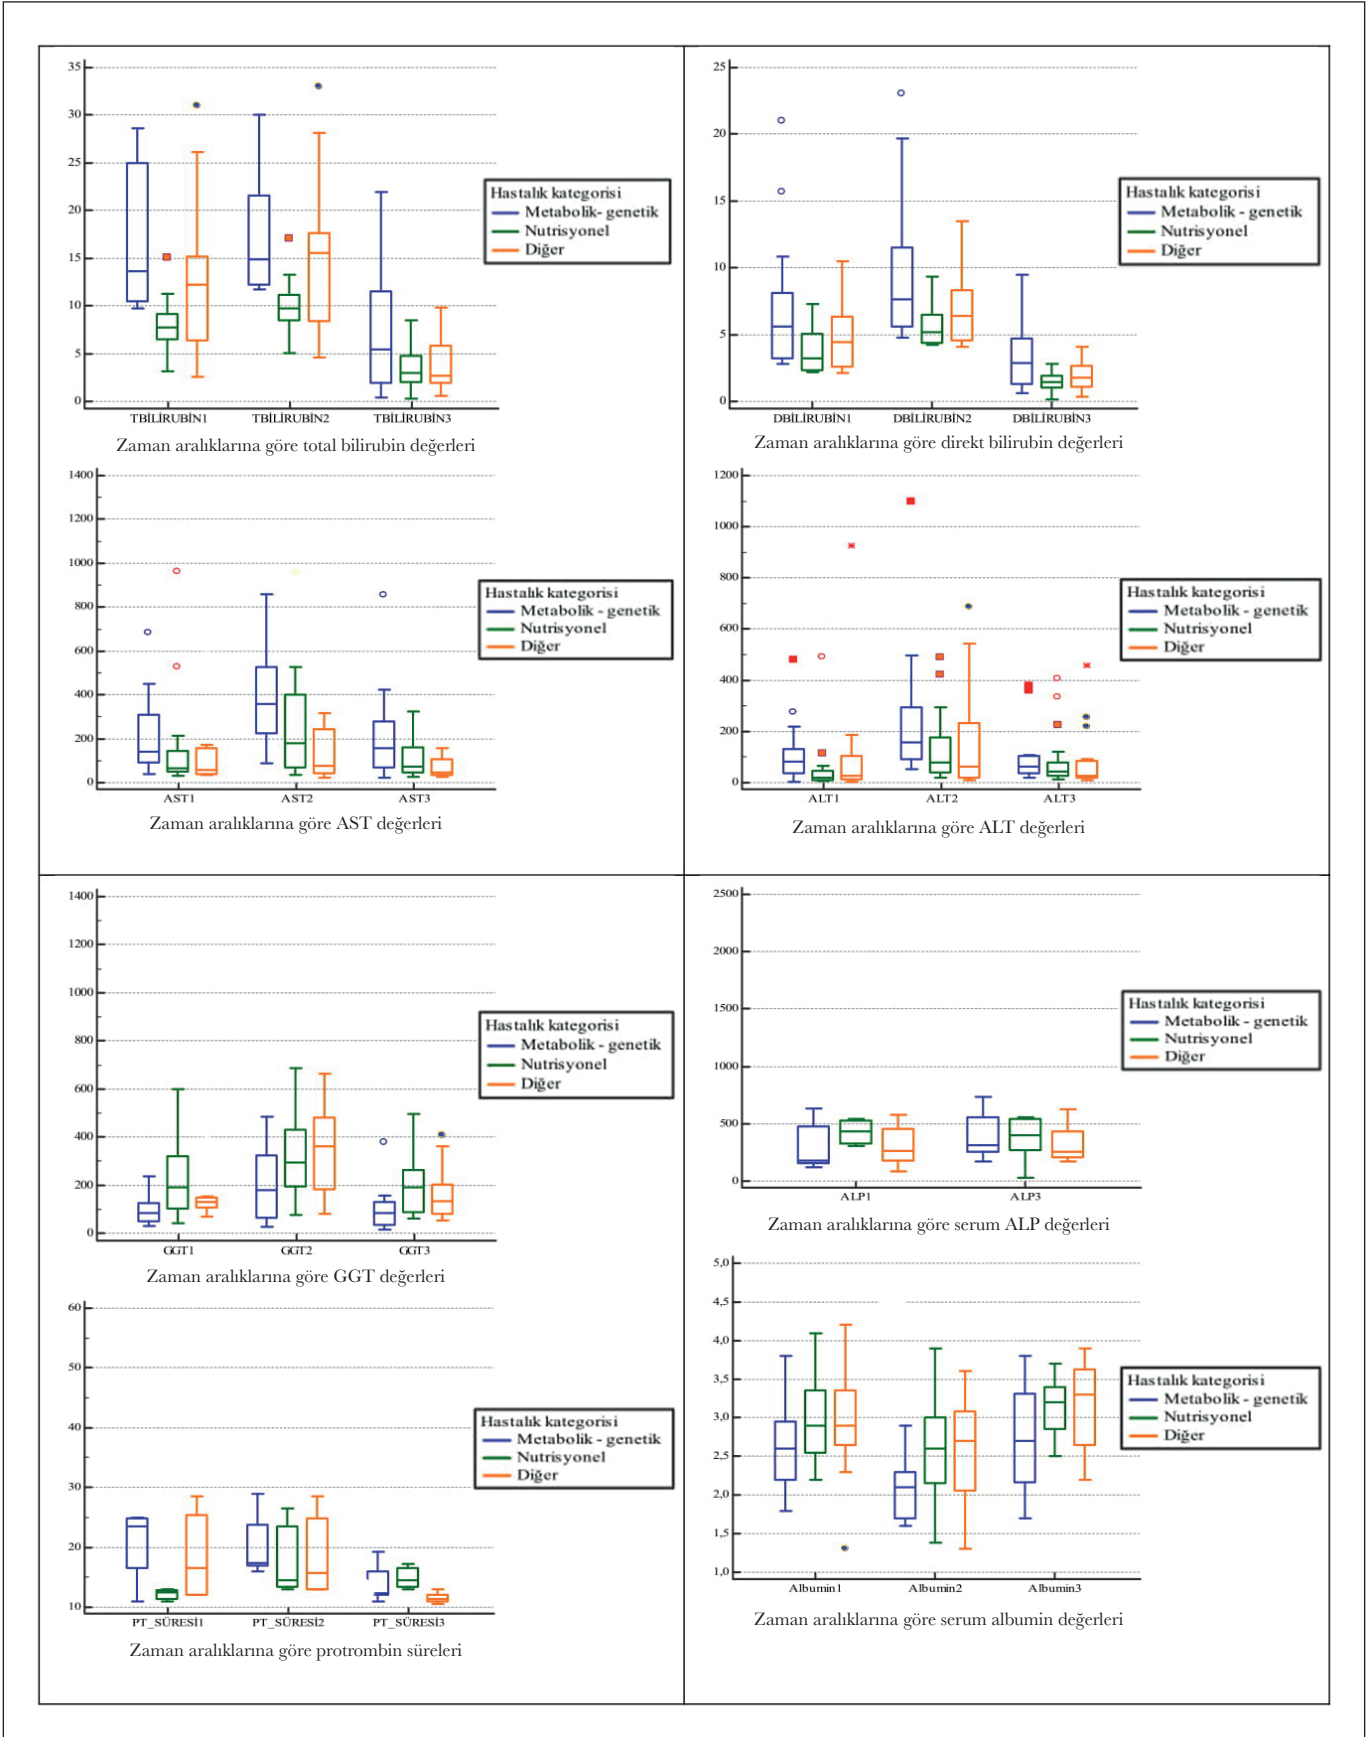 35
30
25
20
15
10
5
0
TBİLİRUBİN1 TBİLİRUBİN2 TBİLİRUBİN3
Hastalık kategorisi
Metabolik- genetik
Nutrisyonel
Diğer
Zaman aralıklarına göre total bilirubin değerleri
25
20
15
10
5
0
DBİLİRUBİN1 DBİLİRUBİN2 DBİLİRUBİN3
Hastalık kategorisi
Metabolik - genetik
Nutrisyonel
Diğer
Zaman aralıklarına göre direkt bilirubin değerleri
1400
1200
1000
800
600
400
200
0
AST1 AST2 AST3
Hastalık kategorisi
Metabolik - genetik
Nutrisyonel
Diğer
Zaman aralıklarına göre AST değerleri
1200
1000
800
600
400
200
0
ALT1 ALT2 ALT3
Hastalık kategorisi
Metabolik - genetik
Nutrisyonel
Diğer
Zaman aralıklarına göre ALT değerleri
1400
1200
1000
800
600
400
200
0
GGT1 GGT2 GGT3
Hastalık kategorisi
Metabolik - genetik
Nutrisyonel
Diğer
Zaman aralıklarına göre GGT değerleri
2500
2000
1500
1000
500
0
ALP1 ALP3
Hastalık kategorisi
Metabolik - genetik
Nutrisyonel
Diğer
Zaman aralıklarına göre serum ALP değerleri
60
50
40
30
20
10
PT_SÜRESİ1 PT_SÜRESİ2 PT_SÜRESİ3
Hastalık kategorisi
Metabolik - genetik
Nutrisyonel
Diğer
Zaman aralıklarına göre protrombin süreleri
5,0
4,5
4,0
3,5
3,0
2,5
2,0
1,5
1,0
Albumin1 Albumin2 Albumin3
Hastalık kategorisi
Metabolik - genetik
Nutrisyonel
Diğer
Zaman aralıklarına göre serum albumin değerleri